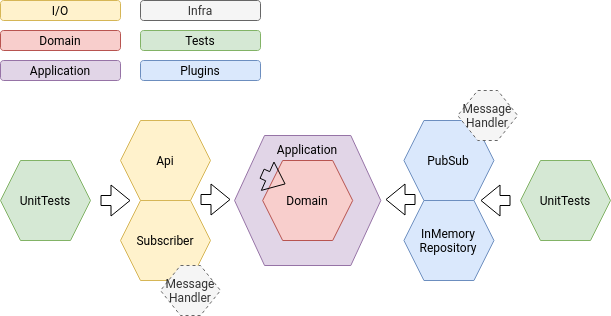 I/O
Infra
Domain
Tests
Application
Plugins
Message
Handler
Application
Api
PubSub
UnitTests
Domain
UnitTests
Subscriber
InMemory
Repository
Message
Handler